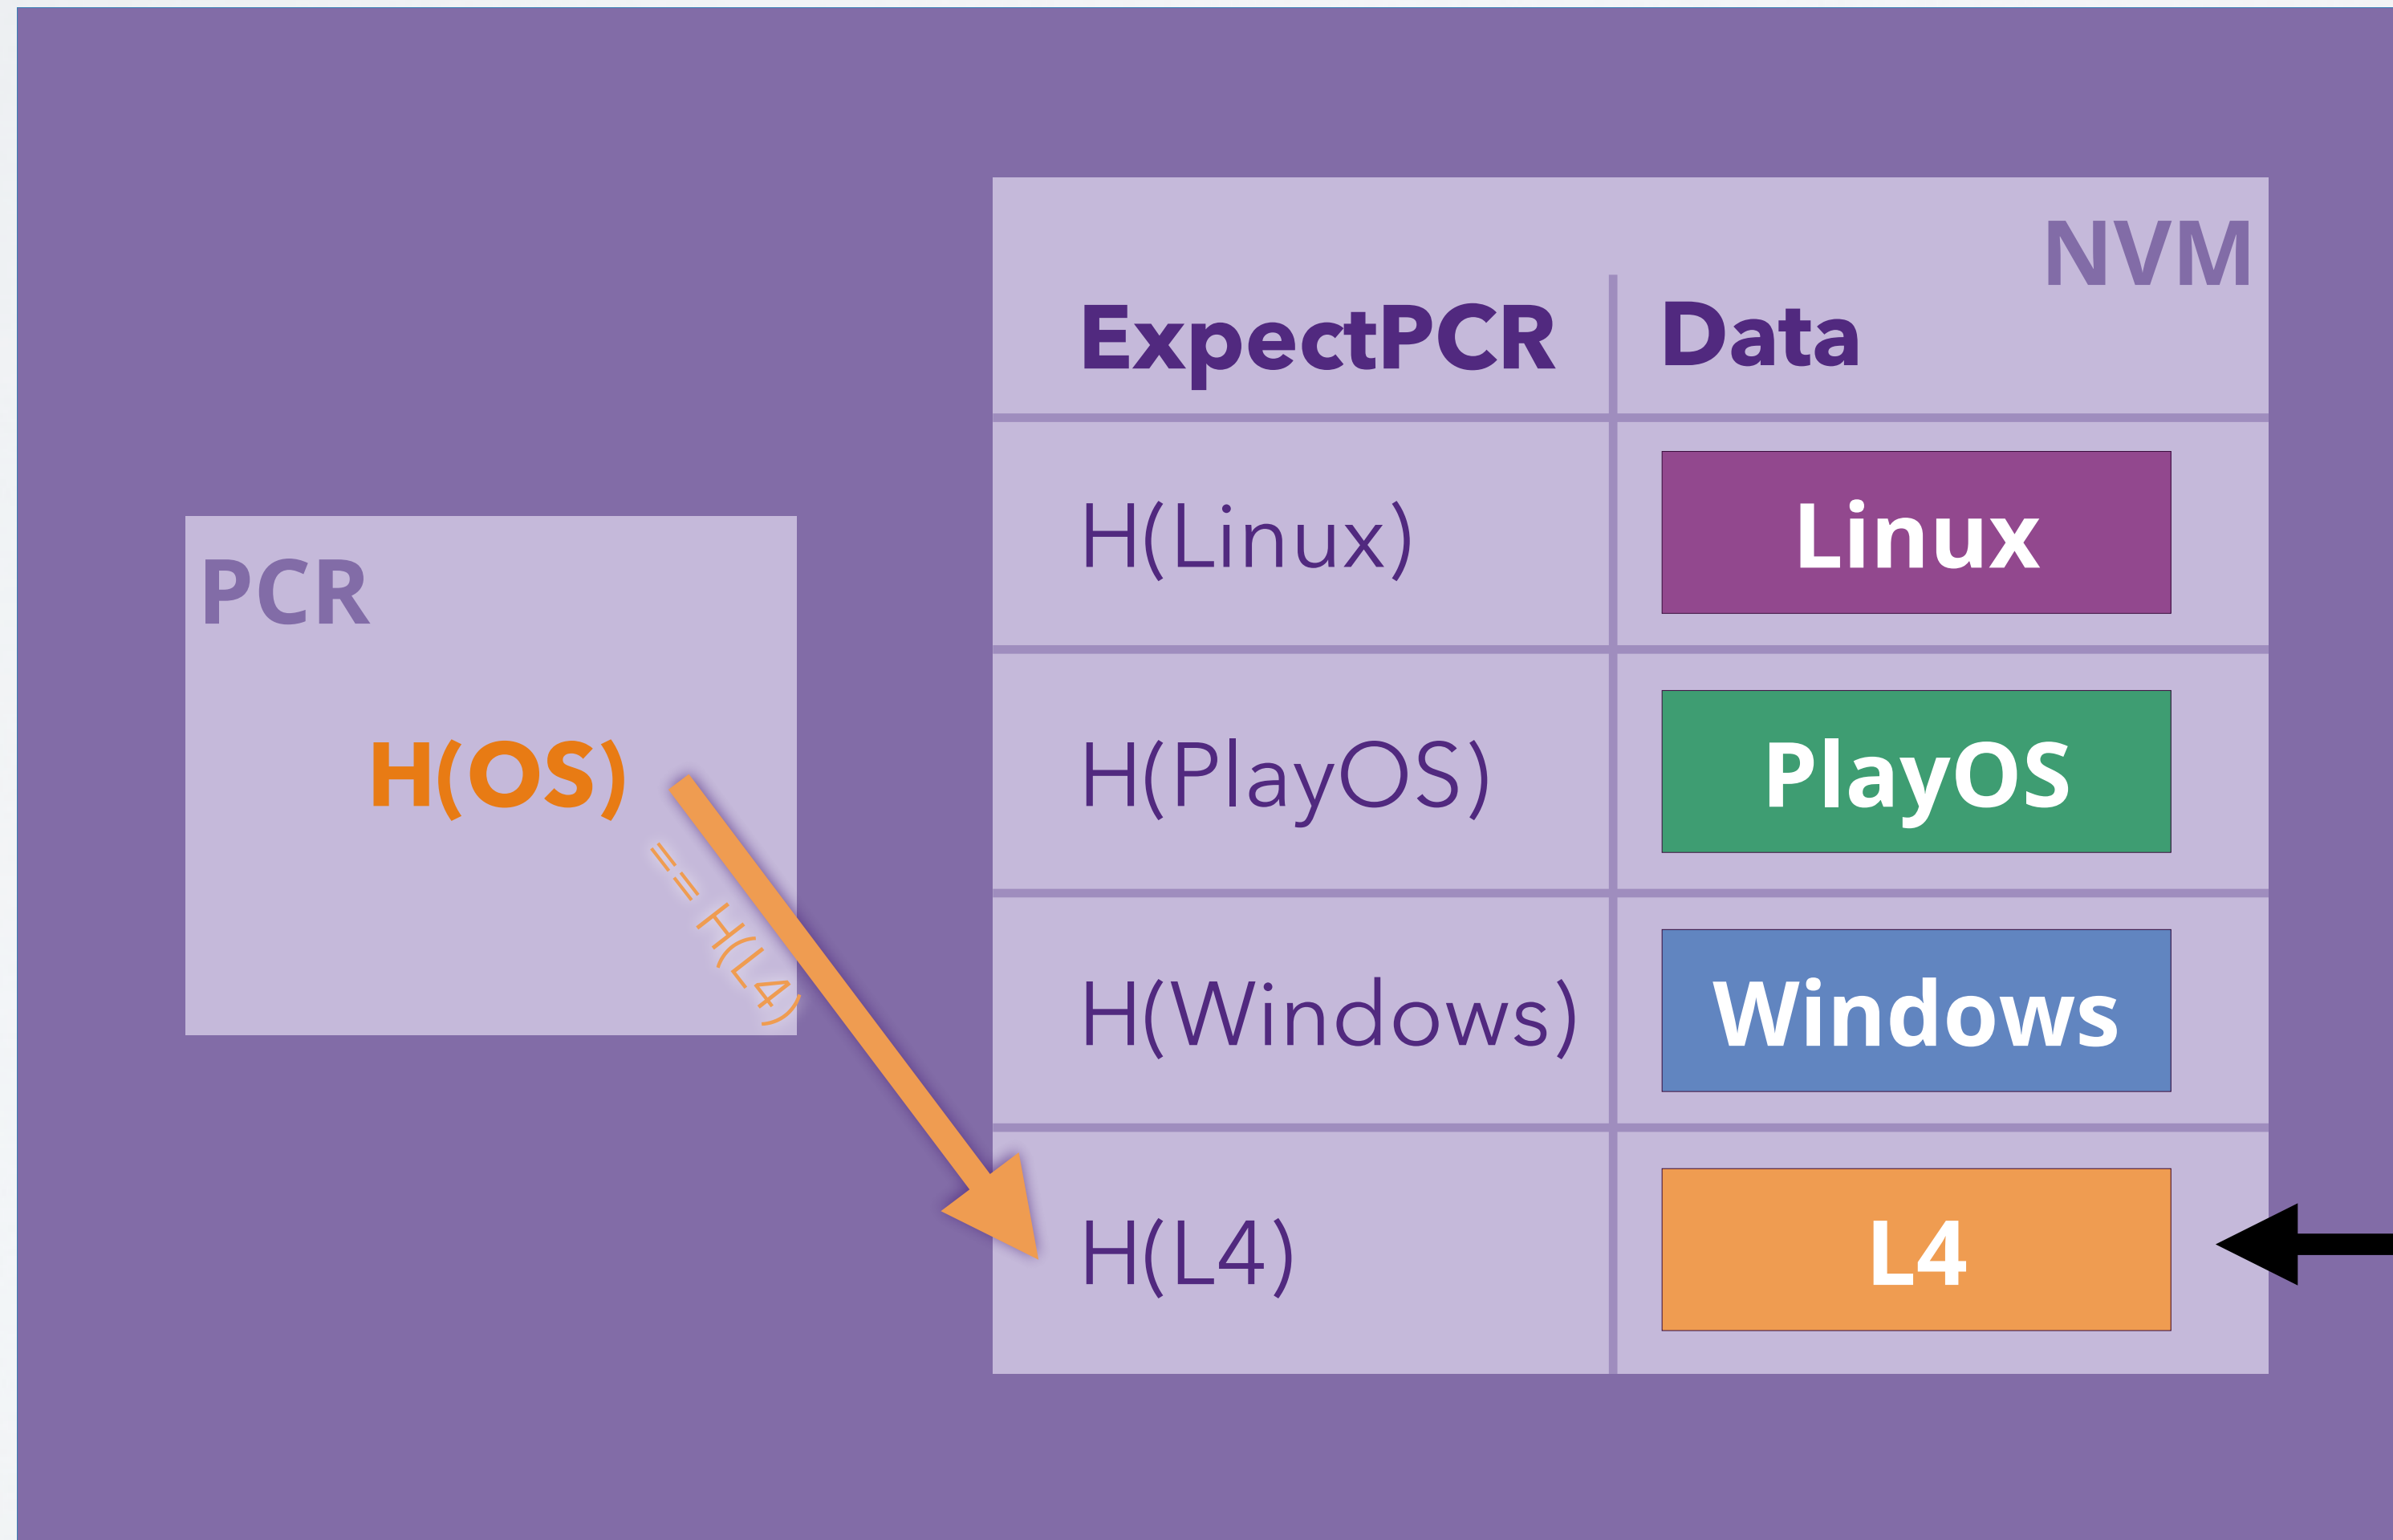 NVM
ExpectPCR Data
H(Linux) Linux
PCR
H(OS)
== H(L4)
H(PlayOS) PlayOS
H(Windows) Windows
H(L4) L4